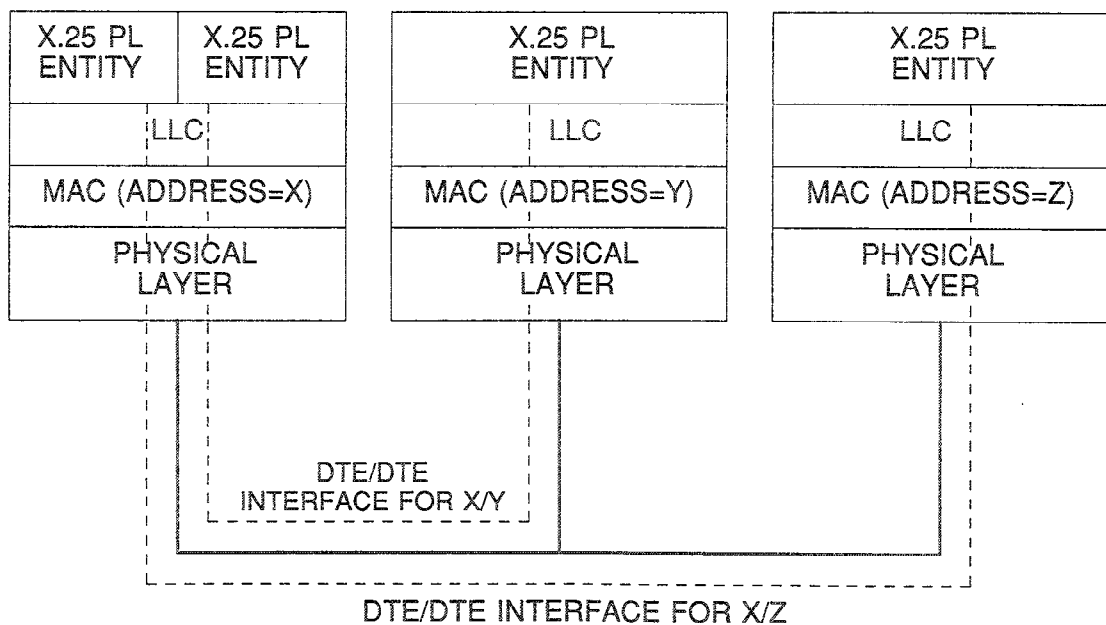 X.25 PL
ENTITY
X.25 PL
ENTITY
LLC
MAC (ADDRESS=X)
PHYSICAL
LAYER
X.25 PL
ENTITY
LLC
MAC (ADDRESS=Y)
PHYSICAL
LAYER
X.25 PL
ENTITY
LLC
MAC (ADDRESS=Z)
PHYSICAL
LAYER
DTE/DTE
INTERFACE FOR X/Y
DTE/DTE INTERFACE FOR X/Z